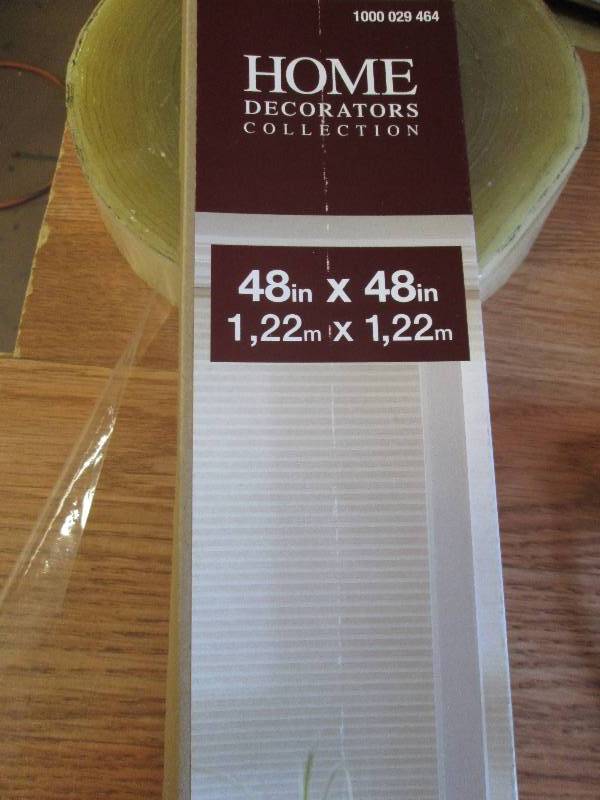 1000 029 464
HOME
DECORATORS
COLLECTION
48in x 48in
1,22m x 1,22m